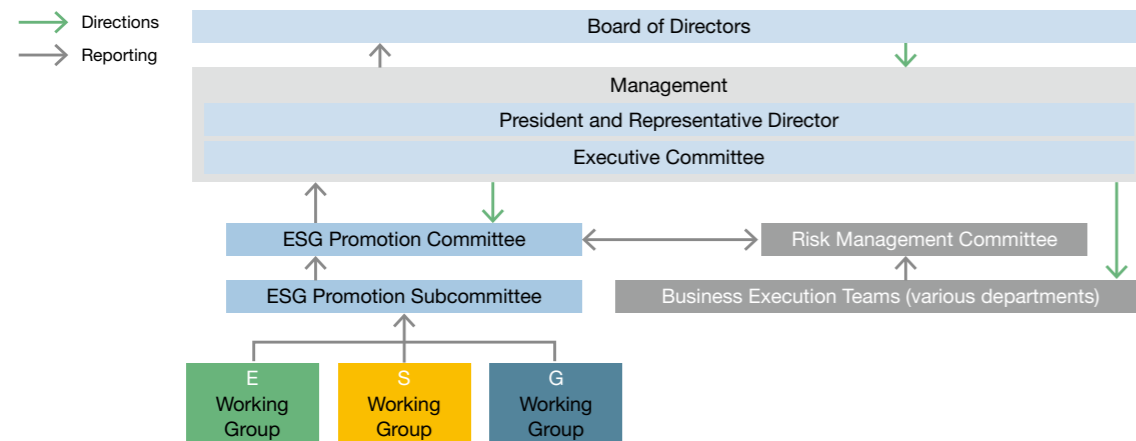 Directions
Reporting
Board of Directors
Management
President and Representative Director
Executive Committee
ESG Promotion Committee
Risk Management Committee
ESG Promotion Subcommittee
Business Execution Teams (various departments)
E
Working
Group
S
Working
Group
G
Working
Group